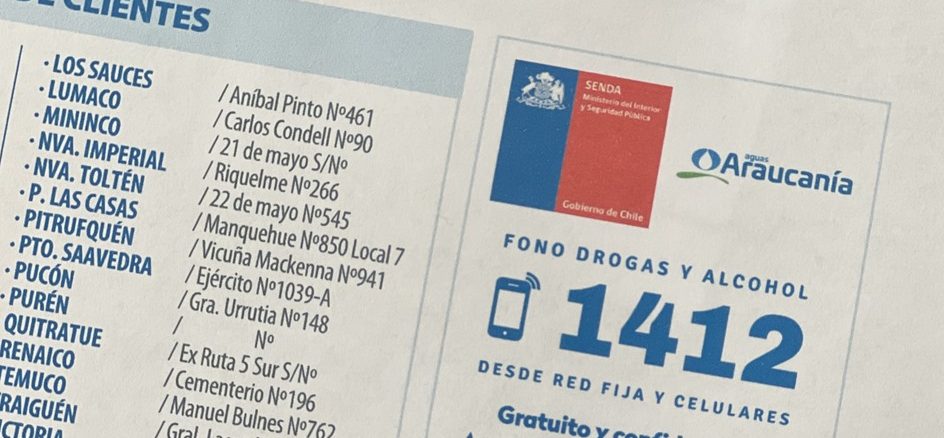 DE CLIENTES
· LOS SAUCES / Aníbal Pinto Nº461
· LUMACO / Carlos Condell Nº90
· MININCO / 21 de mayo S/Nº
· NVA. IMPERIAL / Riquelme Nº266
· NVA. TOLTÉN / 22 de mayo Nº545
· P. LAS CASAS / Manquehue Nº850 Local 7
· PITRUFQUÉN / Vicuña Mackenna Nº941
· PTO. SAAVEDRA / Ejército Nº1039-A
· PUCÓN / Gra. Urrutia Nº148
· PURÉN / Nº
QUITRATUE / Ex Ruta 5 Sur S/Nº
RENAICO / Cementerio Nº196
TEMUCO / Manuel Bulnes Nº762
RAIGUÉN / Gral.
ICTORIA
SENDA
Ministerio del Interior
y Seguridad Pública
Gobierno de Chile
aguas
Araucanía
FONO DROGAS Y ALCOHOL
1412
DESDE RED FIJA Y CELULARES
Gratuito y